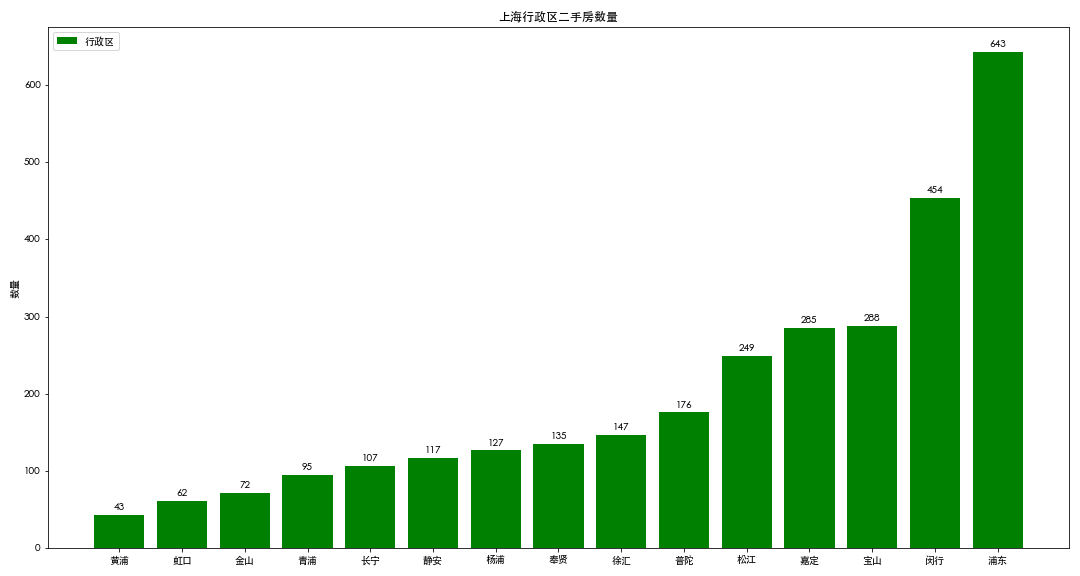 上海行政区二手房数量
行政区
数量
600
500
400
300
200
100
0
43
62
72
95
107
117
127
135
147
176
249
285
288
454
643
黄浦
虹口
金山
青浦
长宁
静安
杨浦
奉贤
徐汇
普陀
松江
嘉定
宝山
闵行
浦东